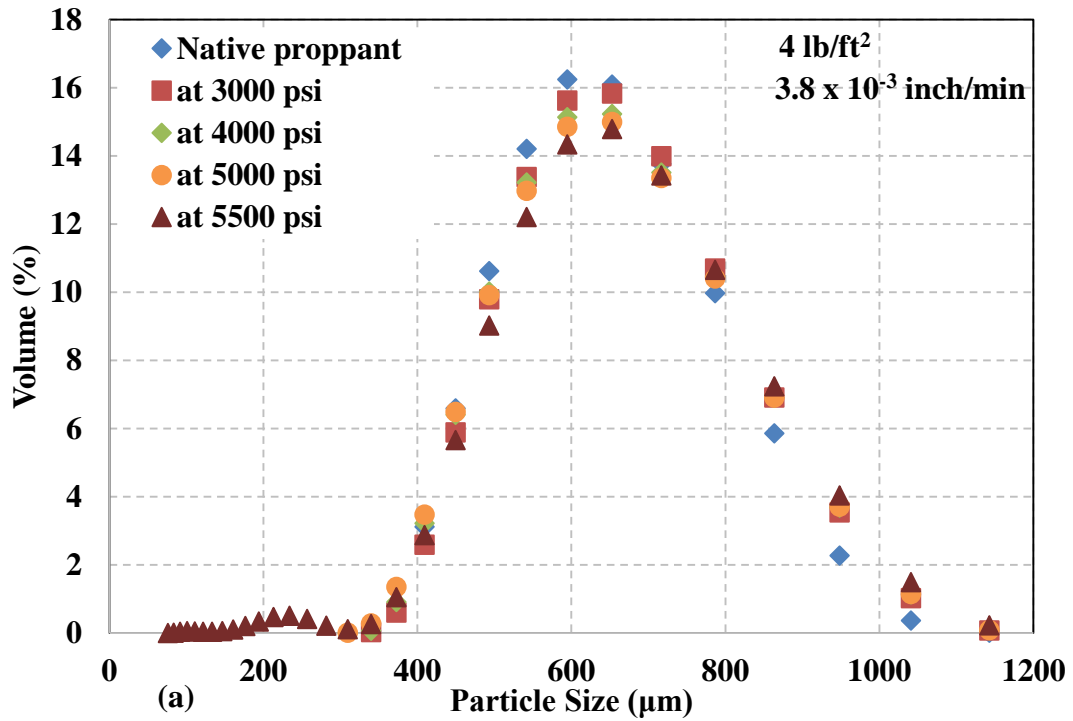 18
16
14
12
10
8
6
4
2
0
Volume (%)
Native proppant
at 3000 psi
at 4000 psi
at 5000 psi
at 5500 psi
4 lb/ft²
3.8 x 10⁻³ inch/min
0 200 400 600 800 1000 1200
(a)
Particle Size (μm)